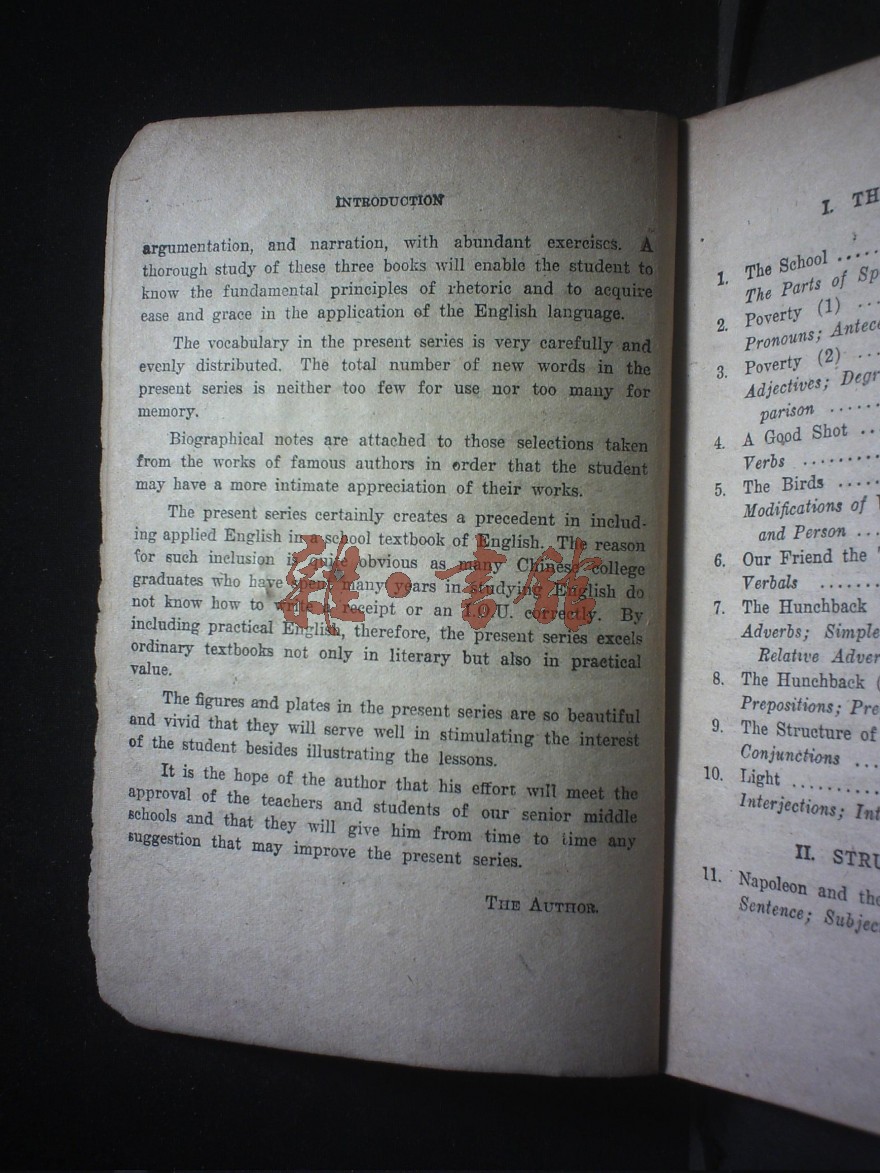 INTRODUCTION
argumentation, and narration, with abundant exercises. A
thorough study of these three books will enable the student to
know the fundamental principles of rhetoric and to acquire
ease and grace in the application of the English language.
The vocabulary in the present series is very carefully and
evenly distributed. The total number of new words in the
present series is neither too few for use nor too many for
memory.
Biographical notes are attached to those selections taken
from the works of famous authors in order that the student
may have a more intimate appreciation of their works.
The present series certainly creates a precedent in includ-
ing applied English in a school textbook of English. The reason
for such inclusion is quite obvious as many Chinese college
graduates who have spent many years in studying English do
not know how to write a receipt or an I.O.U. correctly. By
including practical English, therefore, the present series excels
ordinary textbooks not only in literary but also in practical
value.
The figures and plates in the present series are so beautiful
and vivid that they will serve well in stimulating the interest
of the student besides illustrating the lessons.
It is the hope of the author that his effort will meet the
approval of the teachers and students of our senior middle
schools and that they will give him from time to time any
suggestion that may improve the present series.
THE AUTHOR.
雜·書館
I. TH
1. The School .....
The Parts of Sp
2. Poverty (1) ...
Pronouns; Antece
3. Poverty (2) ...
Adjectives; Degr
parison ........
4. A Good Shot ..
Verbs .........
5. The Birds .....
Modifications of
and Person ...
6. Our Friend the
Verbals .......
7. The Hunchback
Adverbs; Simple
Relative Adver
8. The Hunchback (
Prepositions; Pre
9. The Structure of
Conjunctions ...
10. Light ..........
Interjections; Int
II. STRU
11. Napoleon and the
Sentence; Subjec